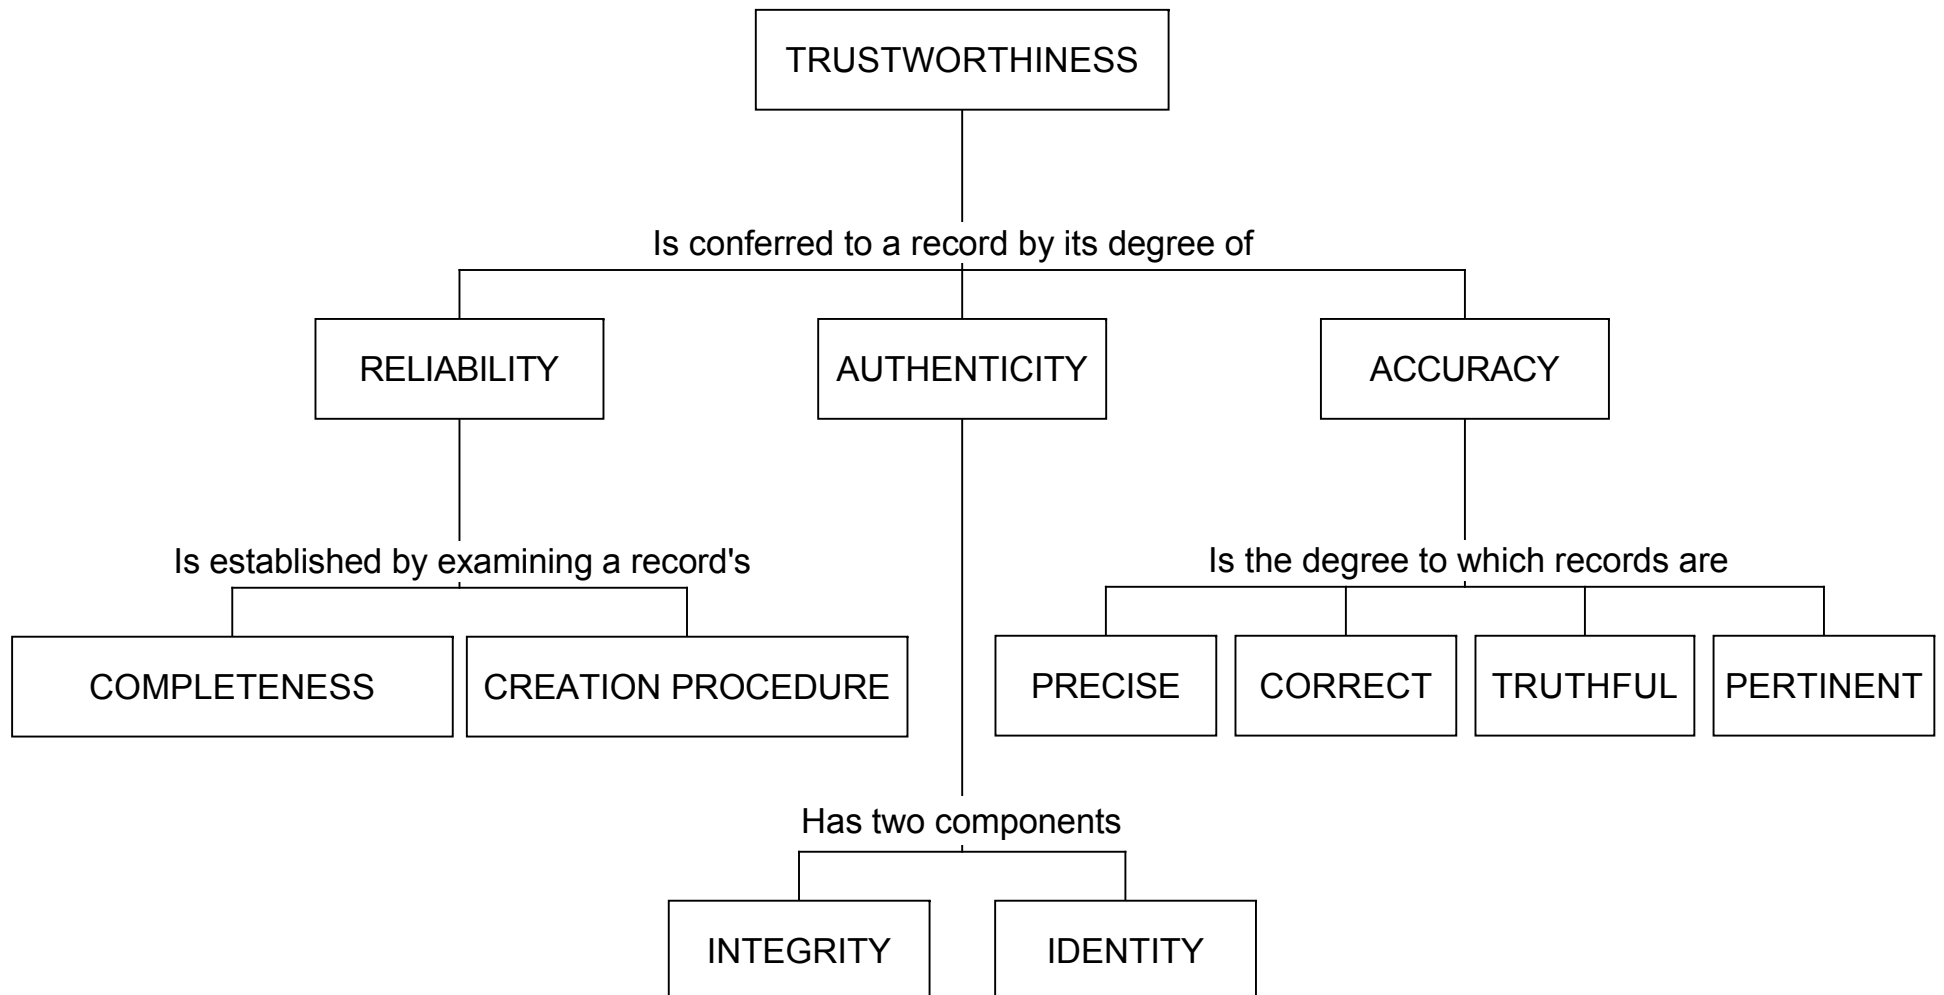 TRUSTWORTHINESS
Is conferred to a record by its degree of
RELIABILITY
AUTHENTICITY
ACCURACY
Is established by examining a record's
Is the degree to which records are
COMPLETENESS
CREATION PROCEDURE
PRECISE
CORRECT
TRUTHFUL
PERTINENT
Has two components
INTEGRITY
IDENTITY